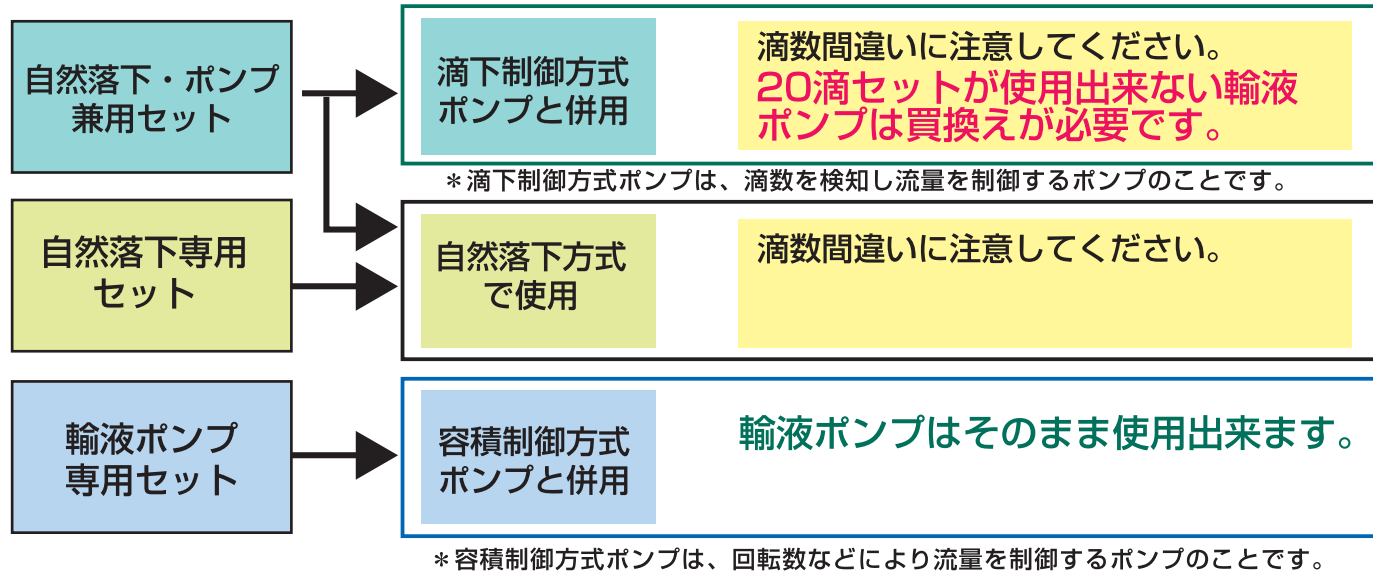 自然落下・ポンプ
兼用セット
滴下制御方式
ポンプと併用
滴数間違いに注意してください。
20滴セットが使用出来ない輸液
ポンプは買換えが必要です。
＊滴下制御方式ポンプは、滴数を検知し流量を制御するポンプのことです。
自然落下専用
セット
自然落下方式
で使用
滴数間違いに注意してください。
輸液ポンプ
専用セット
容積制御方式
ポンプと併用
輸液ポンプはそのまま使用出来ます。
＊容積制御方式ポンプは、回転数などにより流量を制御するポンプのことです。